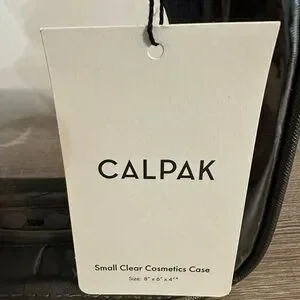 CALPAK
Small Clear Cosmetics Case
Size: 8" x 6" x 4"*